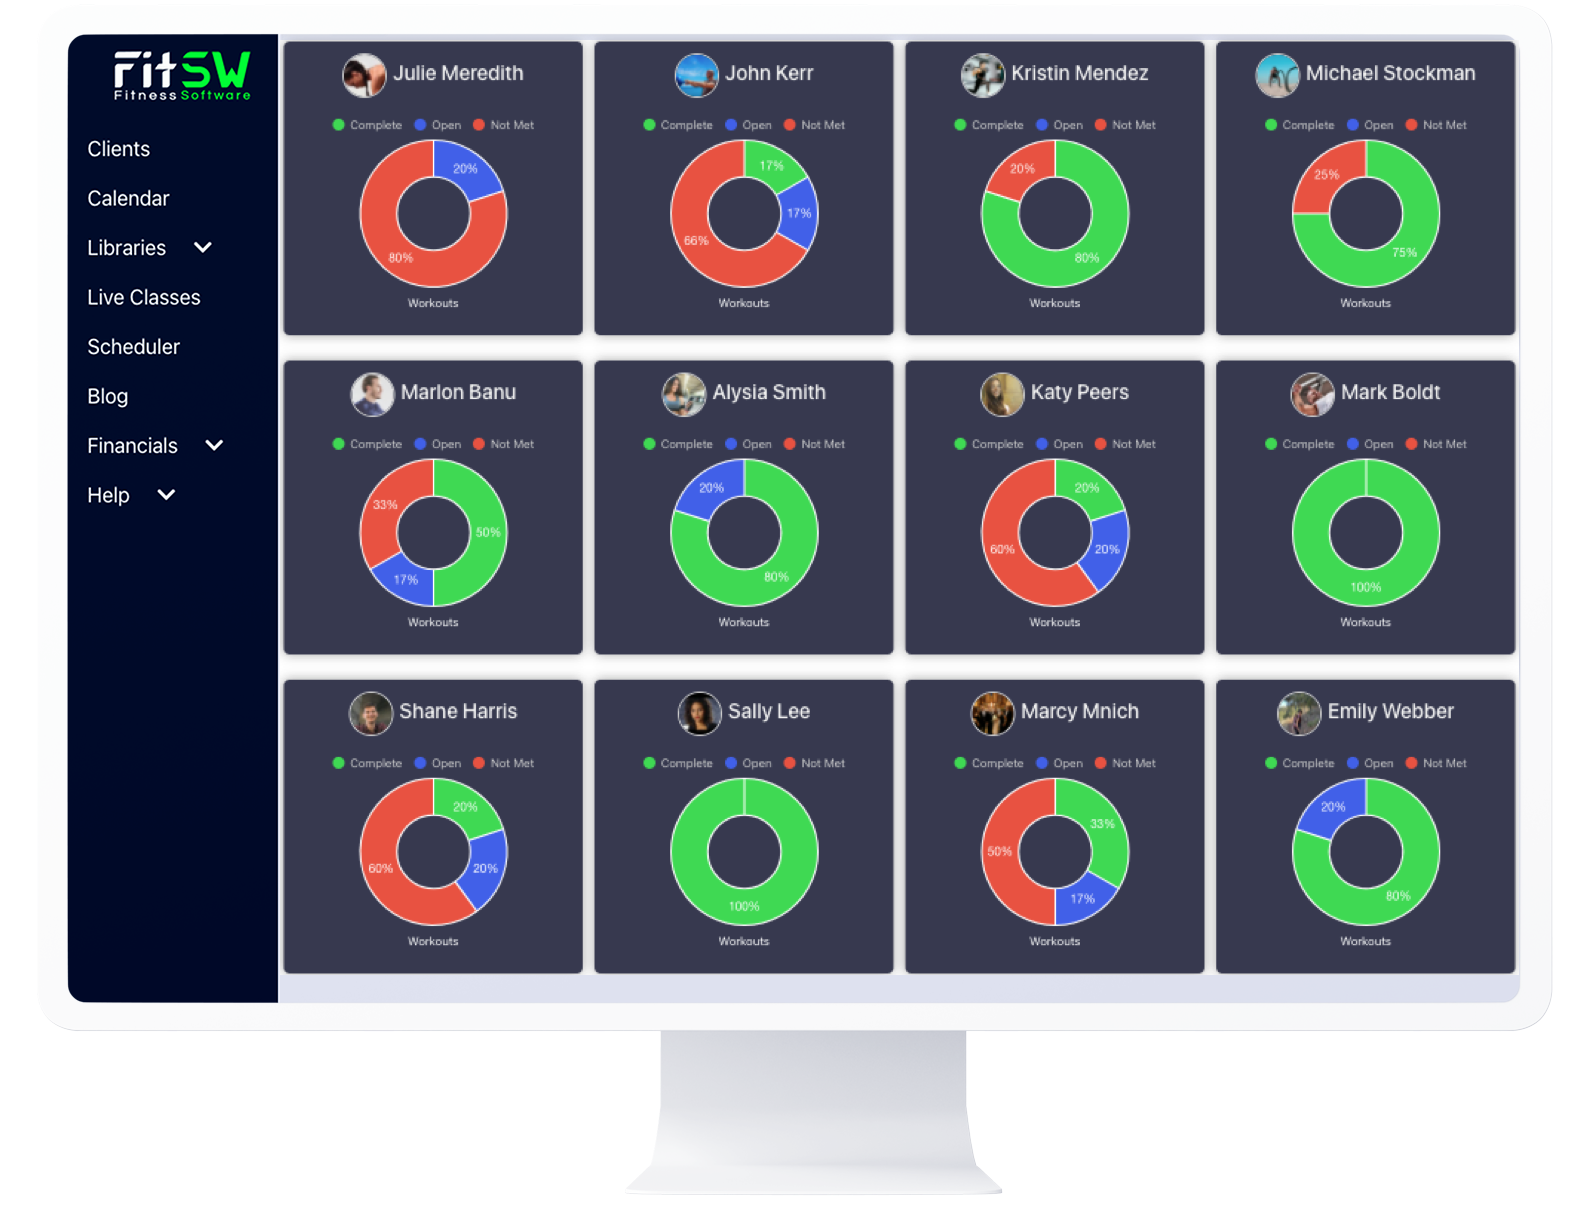 FitSW
Fitness Software
Clients
Calendar
Libraries
Live Classes
Scheduler
Blog
Financials
Help
Julie Meredith
Complete Open Not Met
20%
80%
Workouts
John Kerr
Complete Open Not Met
17%
17%
66%
Workouts
Kristin Mendez
Complete Open Not Met
20%
80%
Workouts
Michael Stockman
Complete Open Not Met
25%
75%
Workouts
Marlon Banu
Complete Open Not Met
33%
50%
17%
Workouts
Alysia Smith
Complete Open Not Met
20%
80%
Workouts
Katy Peers
Complete Open Not Met
20%
60%
20%
Workouts
Mark Boldt
Complete Open Not Met
100%
Workouts
Shane Harris
Complete Open Not Met
20%
60%
20%
Workouts
Sally Lee
Complete Open Not Met
100%
Workouts
Marcy Mnich
Complete Open Not Met
33%
50%
17%
Workouts
Emily Webber
Complete Open Not Met
20%
80%
Workouts